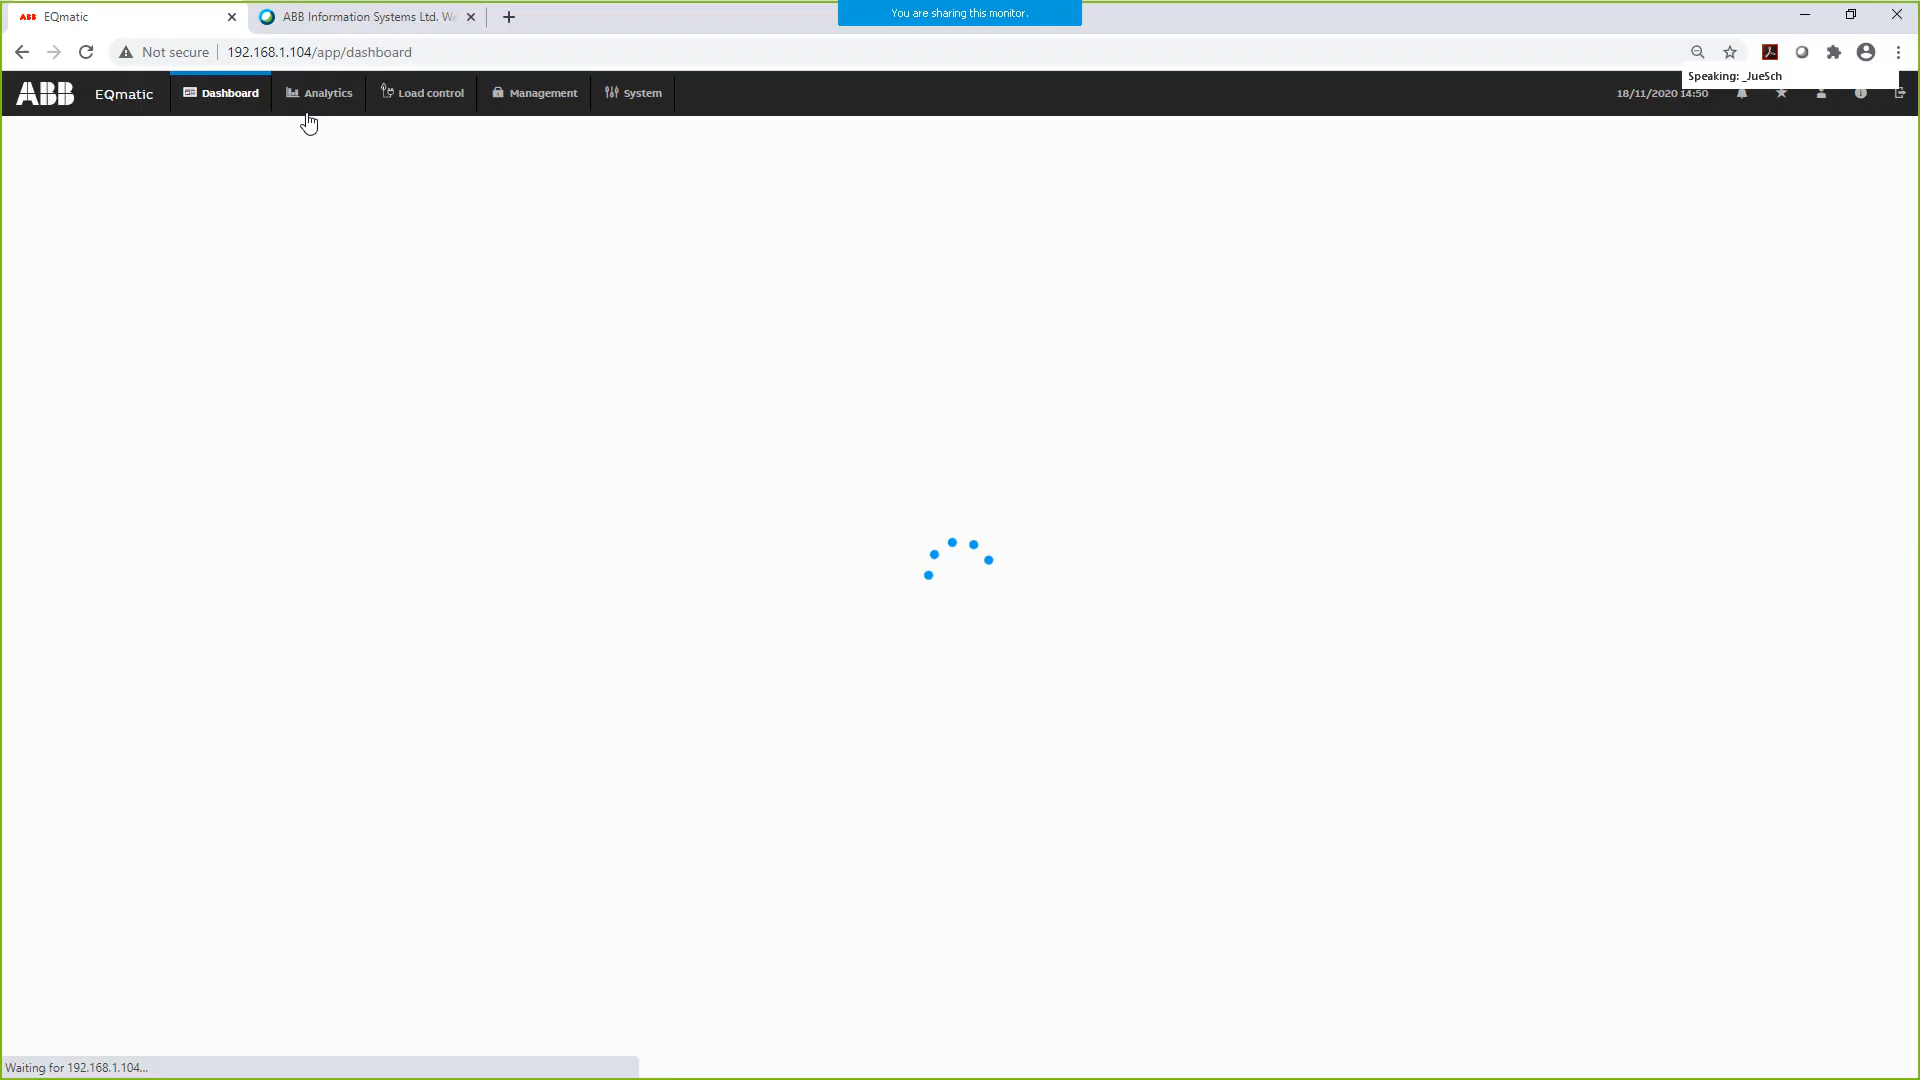 ABB EQmatic
ABB Information Systems Ltd. We
You are sharing this monitor.
Not secure
192.168.1.104/app/dashboard
Speaking: _JueSch
ABB
EQmatic
Dashboard
Analytics
Load control
Management
System
18/11/2020 14:50
Waiting for 192.168.1.104...